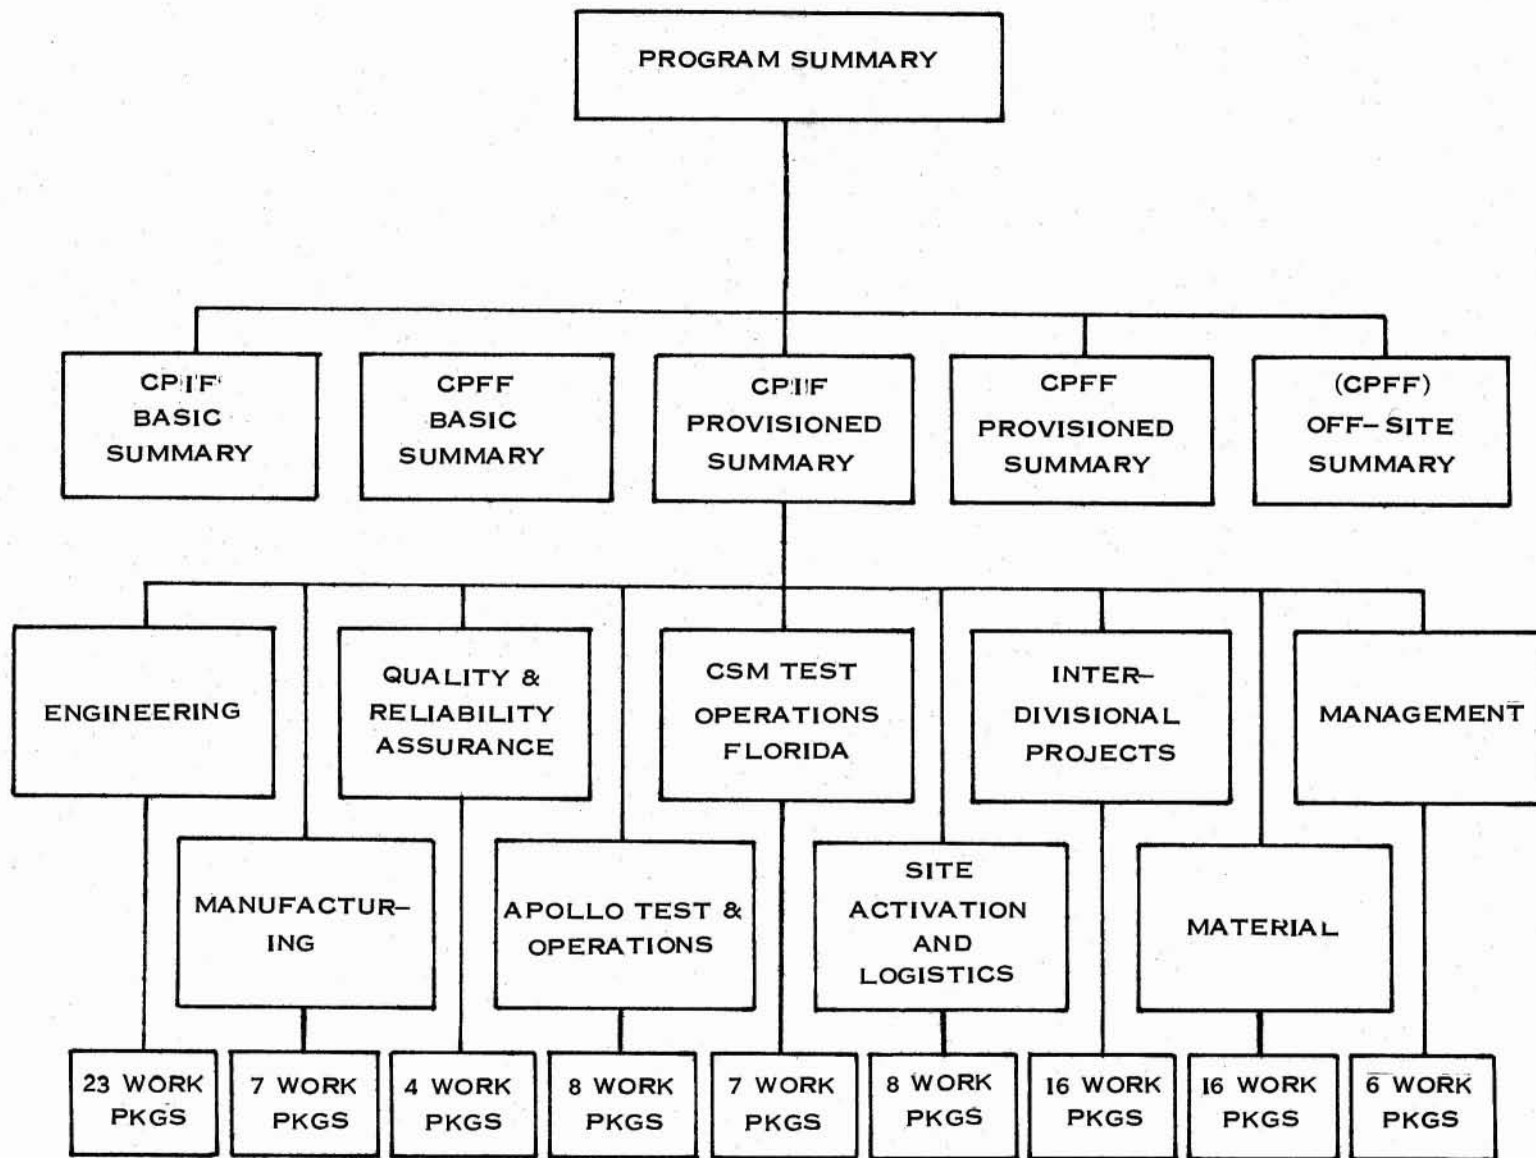 PROGRAM SUMMARY
CPIF
BASIC
SUMMARY
CPFF
BASIC
SUMMARY
CPIF
PROVISIONED
SUMMARY
CPFF
PROVISIONED
SUMMARY
(CPFF)
OFF-SITE
SUMMARY
ENGINEERING
QUALITY &
RELIABILITY
ASSURANCE
CSM TEST
OPERATIONS
FLORIDA
INTER-
DIVISIONAL
PROJECTS
MANAGEMENT
MANUFACTUR-
ING
APOLLO TEST &
OPERATIONS
SITE
ACTIVATION
AND
LOGISTICS
MATERIAL
23 WORK
PKGS
7 WORK
PKGS
4 WORK
PKGS
8 WORK
PKGS
7 WORK
PKGS
8 WORK
PKGS
16 WORK
PKGS
16 WORK
PKGS
6 WORK
PKGS